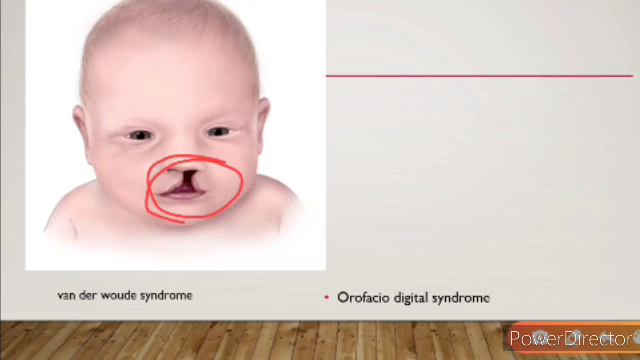 van der woude syndrome
• Orofacio digital syndrome
PowerDirector